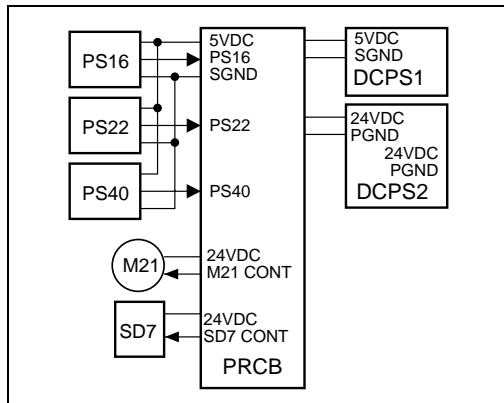 PS16
PS22
PS40
M21
SD7
5VDC
PS16
SGND
PS22
PS40
24VDC
M21 CONT
24VDC
SD7 CONT
PRCB
5VDC
SGND
DCPS1
24VDC
PGND
24VDC
PGND
DCPS2